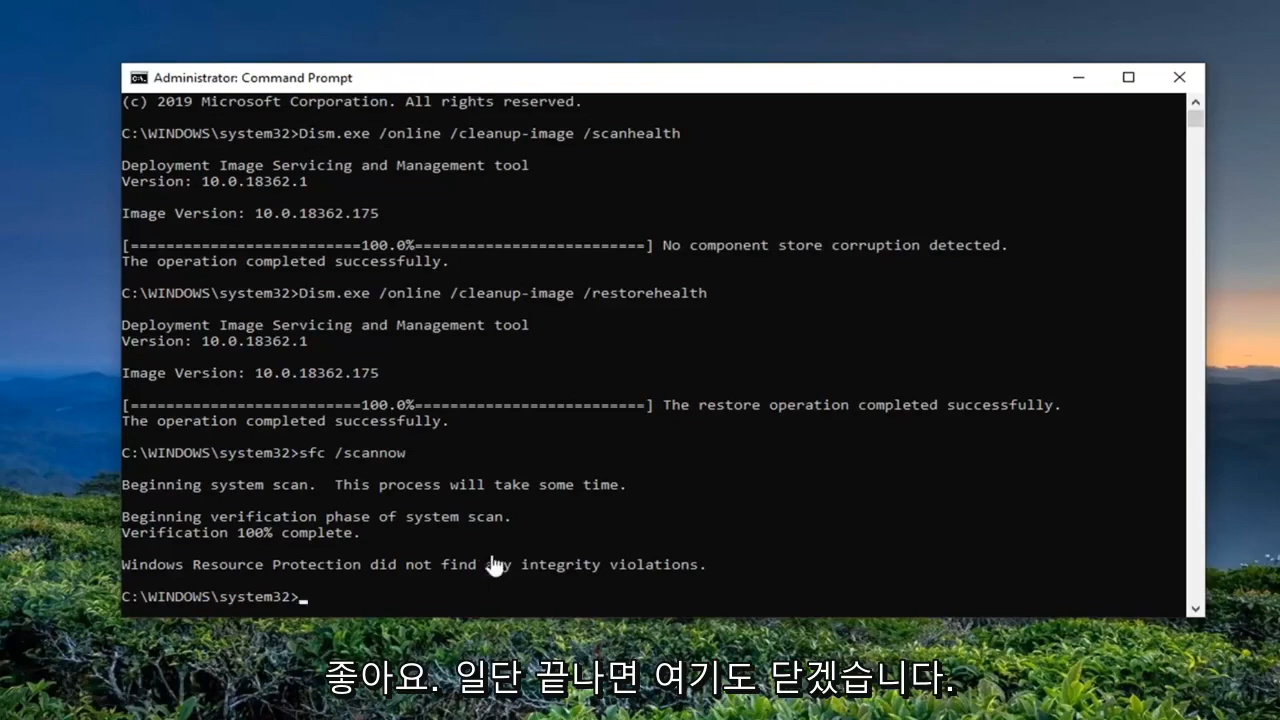 Administrator: Command Prompt
(c) 2019 Microsoft Corporation. All rights reserved.
C:\WINDOWS\system32>Dism.exe /online /cleanup-image /scanhealth
Deployment Image Servicing and Management tool
Version: 10.0.18362.1
Image Version: 10.0.18362.175
[==========================100.0%==========================] No component store corruption detected.
The operation completed successfully.
C:\WINDOWS\system32>Dism.exe /online /cleanup-image /restorehealth
Deployment Image Servicing and Management tool
Version: 10.0.18362.1
Image Version: 10.0.18362.175
[==========================100.0%==========================] The restore operation completed successfully.
The operation completed successfully.
C:\WINDOWS\system32>sfc /scannow
Beginning system scan.  This process will take some time.
Beginning verification phase of system scan.
Verification 100% complete.
Windows Resource Protection did not find any integrity violations.
C:\WINDOWS\system32>
좋아요. 일단 끝나면 여기도 닫겠습니다.